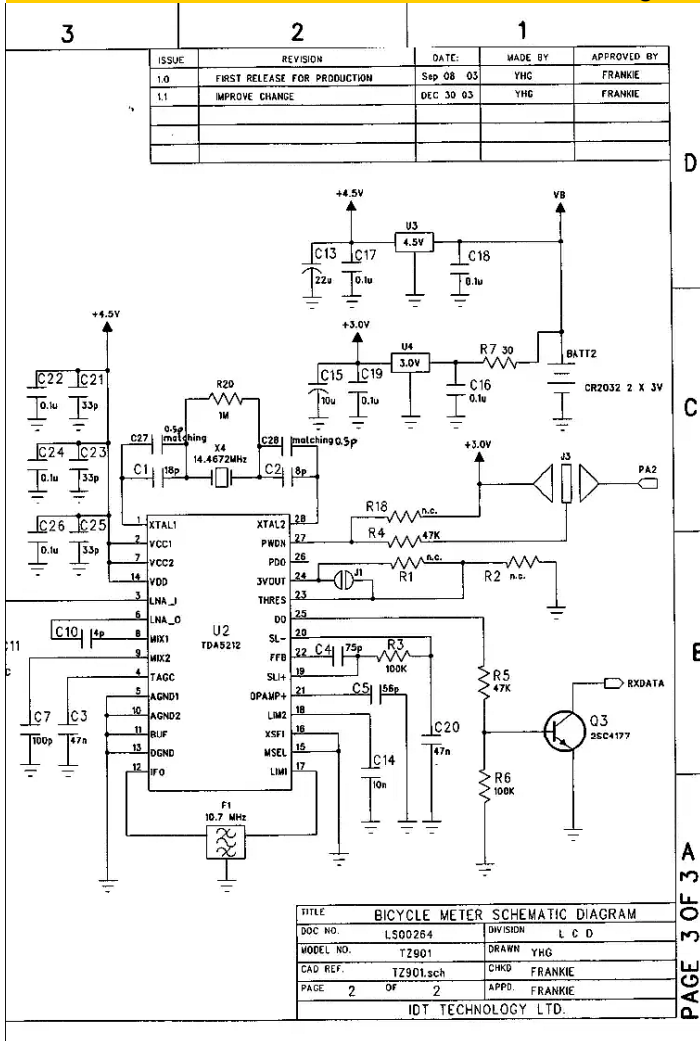 3 2 1
ISSUE REVISION DATE: MADE BY APPROVED BY
1.0 FIRST RELEASE FOR PRODUCTION Sep 08 03 YHG FRANKIE
1.1 IMPROVE CHANGE DEC 30 03 YHG FRANKIE
D
+4.5V VB
U3
4.5V
C13 C17 C18
22u 0.1u 0.1u
+4.5V
+3.0V
U4
3.0V
R7 30
BATT2
C22 C21
0.1u 33p
R20
1M
C15 C19 C16
10u 0.1u 0.1u
CR2032 2 X 3V
C
C27 0.5p
matching
X4
14.4672MHz
C28 matching 0.5p
C24 C23
0.1u 33p
C1 18p C2 8p
+3.0V
J3
PA2
C26 C25
0.1u 33p
R18 n.c.
R4 47K
1 XTAL1 XTAL2 28
2 VCC1 PWDN 27
7 VCC2 PDO 26
14 VDD 3VOUT 24
3 LNA_I THRES 23
6 LNA_O DO 25
8 MIX1 SL- 20
9 MIX2 FFB 22
4 TAGC SLI+ 19
5 AGND1 OPAMP+ 21
10 AGND2 LIM2 18
11 BUF XSF1 16
13 DGND MSEL 15
12 IFO LIM1 17
U2
TDA5212
J1
R1 n.c.
R2 n.c.
C10 4p
C11
C4 75p R3
100K
C5 56p
R5
47K
RXDATA
B
C7 C3
100p 47n
C20
47n
Q3
2SC4177
C14
10n
R6
100K
F1
10.7 MHz
A
TITLE BICYCLE METER SCHEMATIC DIAGRAM
DOC NO. LS00264 DIVISION L C D
MODEL NO. TZ901 DRAWN YHG
CAD REF. TZ901.sch CHKD FRANKIE
PAGE 2 OF 2 APPD. FRANKIE
IDT TECHNOLOGY LTD.
PAGE 3 OF 3